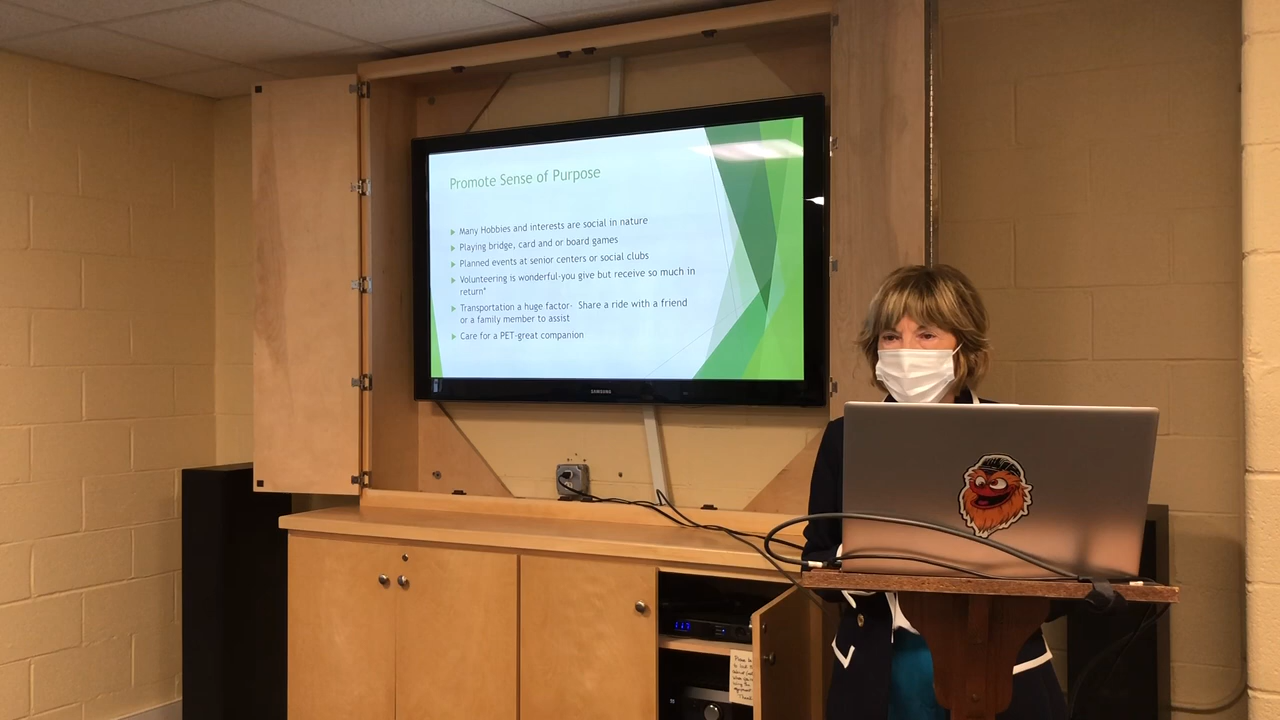 Promote Sense of Purpose
Many Hobbies and interests are social in nature
Playing bridge, card and or board games
Planned events at senior centers or social clubs
Volunteering is wonderful-you give but receive so much in
return*
Transportation a huge factor- Share a ride with a friend
or a family member to assist
Care for a PET-great companion
SAMSUNG